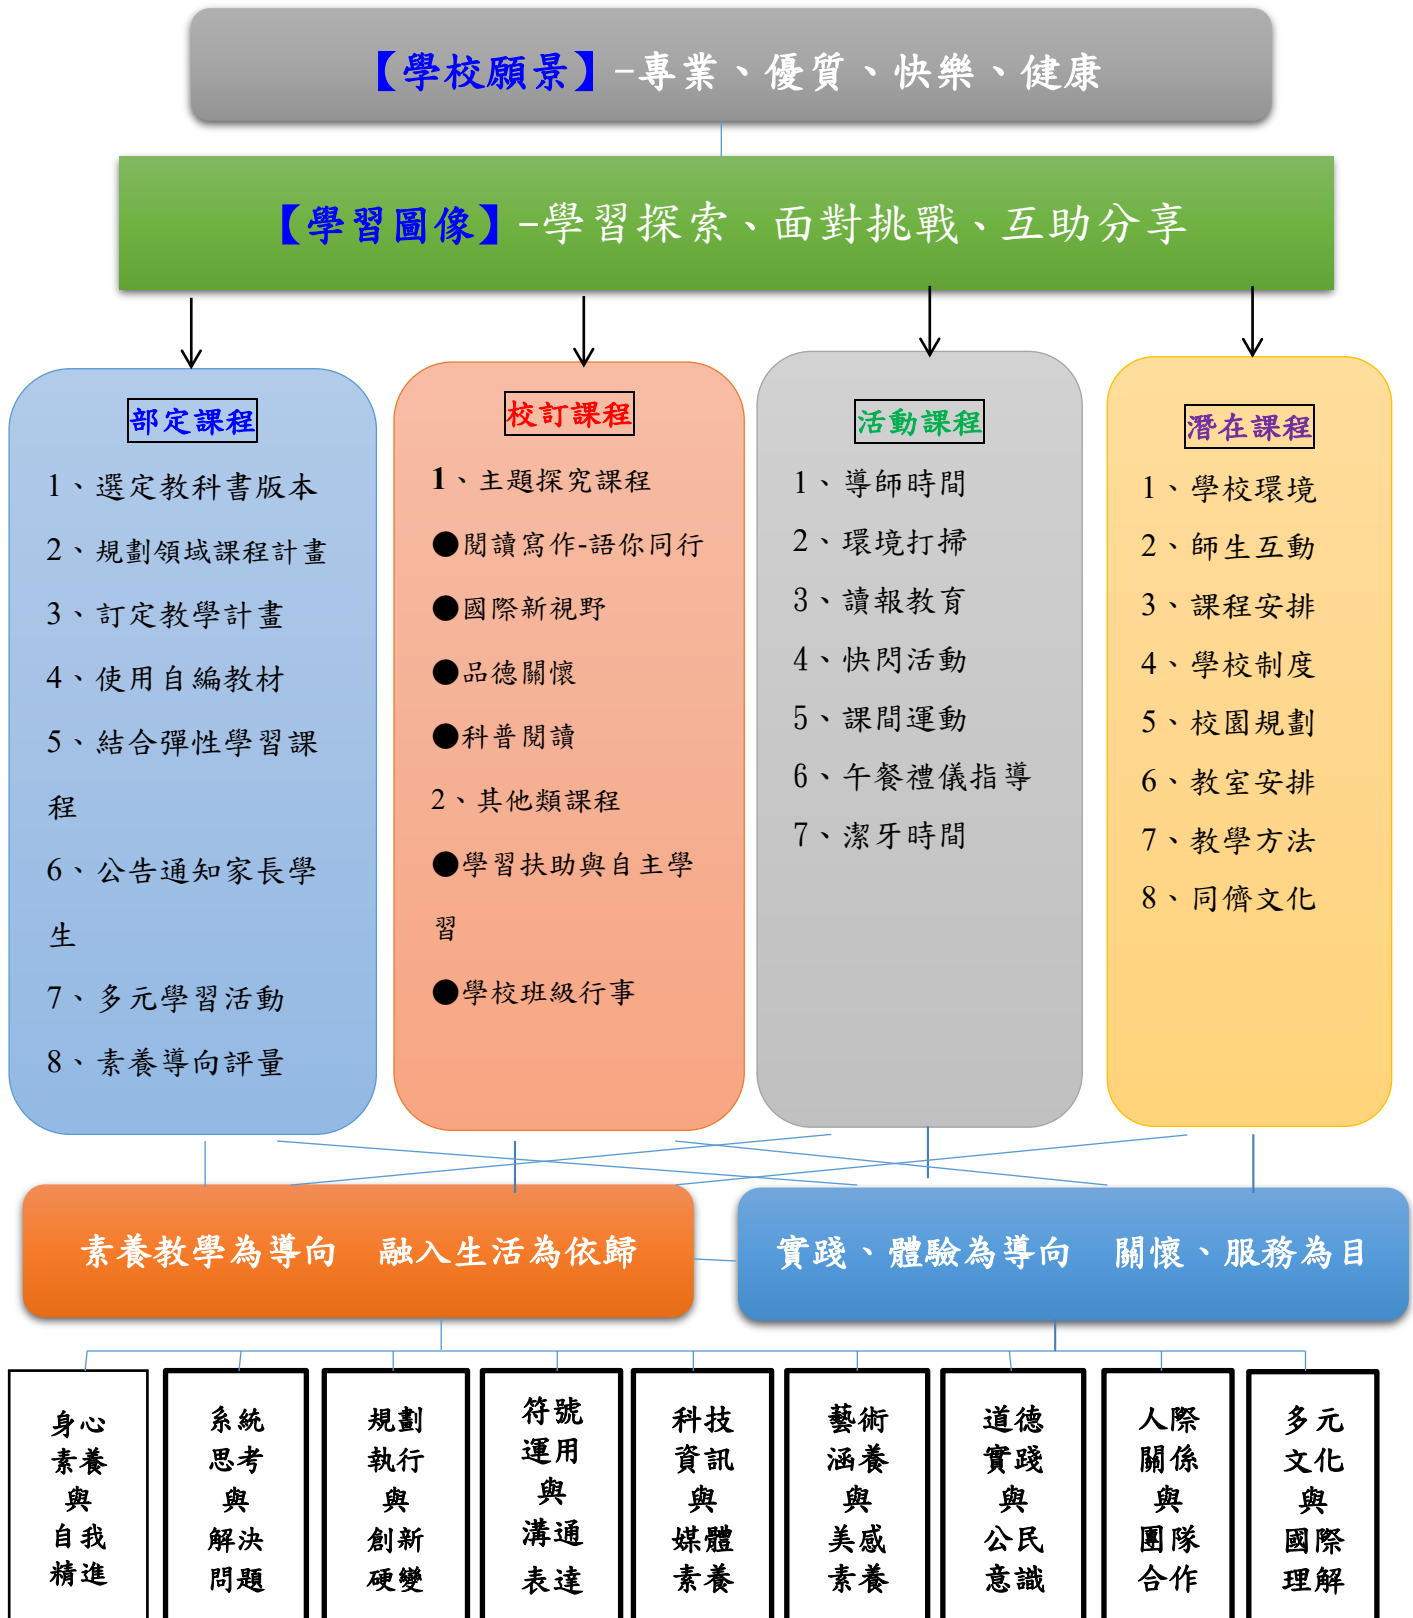 【學校願景】-專業、優質、快樂、健康
【學習圖像】-學習探索、面對挑戰、互助分享
部定課程
1、選定教科書版本
2、規劃領域課程計畫
3、訂定教學計畫
4、使用自編教材
5、結合彈性學習課
程
6、公告通知家長學
生
7、多元學習活動
8、素養導向評量
校訂課程
1、主題探究課程
●閱讀寫作-語你同行
●國際新視野
●品德關懷
●科普閱讀
2、其他類課程
●學習扶助與自主學
習
●學校班級行事
活動課程
1、導師時間
2、環境打掃
3、讀報教育
4、快閃活動
5、課間運動
6、午餐禮儀指導
7、潔牙時間
潛在課程
1、學校環境
2、師生互動
3、課程安排
4、學校制度
5、校園規劃
6、教室安排
7、教學方法
8、同儕文化
素養教學為導向　融入生活為依歸
實踐、體驗為導向　關懷、服務為目
身心
素養
與
自我
精進
系統
思考
與
解決
問題
規劃
執行
與
創新
硬變
符號
運用
與
溝通
表達
科技
資訊
與
媒體
素養
藝術
涵養
與
美感
素養
道德
實踐
與
公民
意識
人際
關係
與
團隊
合作
多元
文化
與
國際
理解